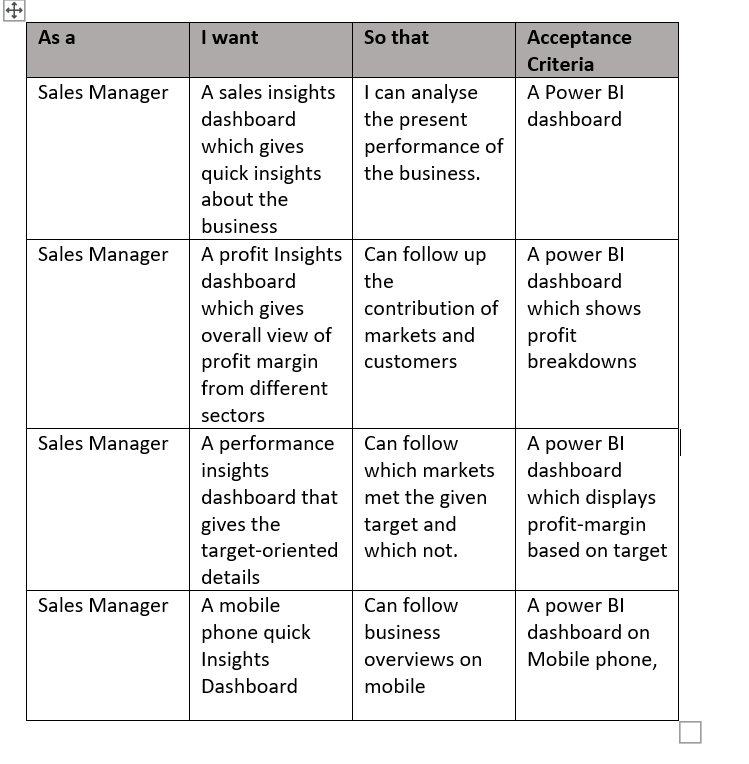 As a
I want
So that
Acceptance
Criteria
Sales Manager
A sales insights
dashboard
which gives
quick insights
about the
business
I can analyse
the present
performance of
the business.
A Power BI
dashboard
Sales Manager
A profit Insights
dashboard
which gives
overall view of
profit margin
from different
sectors
Can follow up
the
contribution of
markets and
customers
A power BI
dashboard
which shows
profit
breakdowns
Sales Manager
A performance
insights
dashboard that
gives the
target-oriented
details
Can follow
which markets
met the given
target and
which not.
A power BI
dashboard
which displays
profit-margin
based on target
Sales Manager
A mobile
phone quick
Insights
Dashboard
Can follow
business
overviews on
mobile
A power BI
dashboard on
Mobile phone,